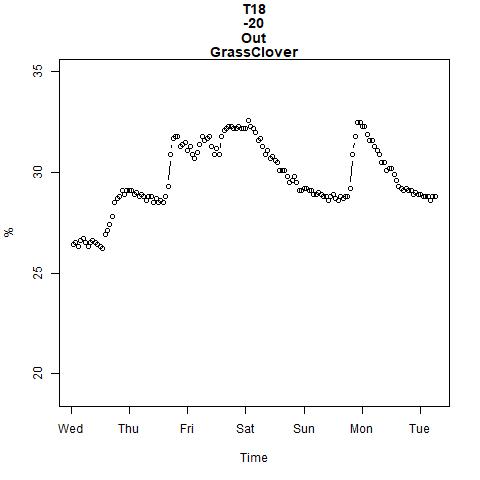 T18
-20
Out
GrassClover
35
30
25
20
%
Wed Thu Fri Sat Sun Mon Tue
Time